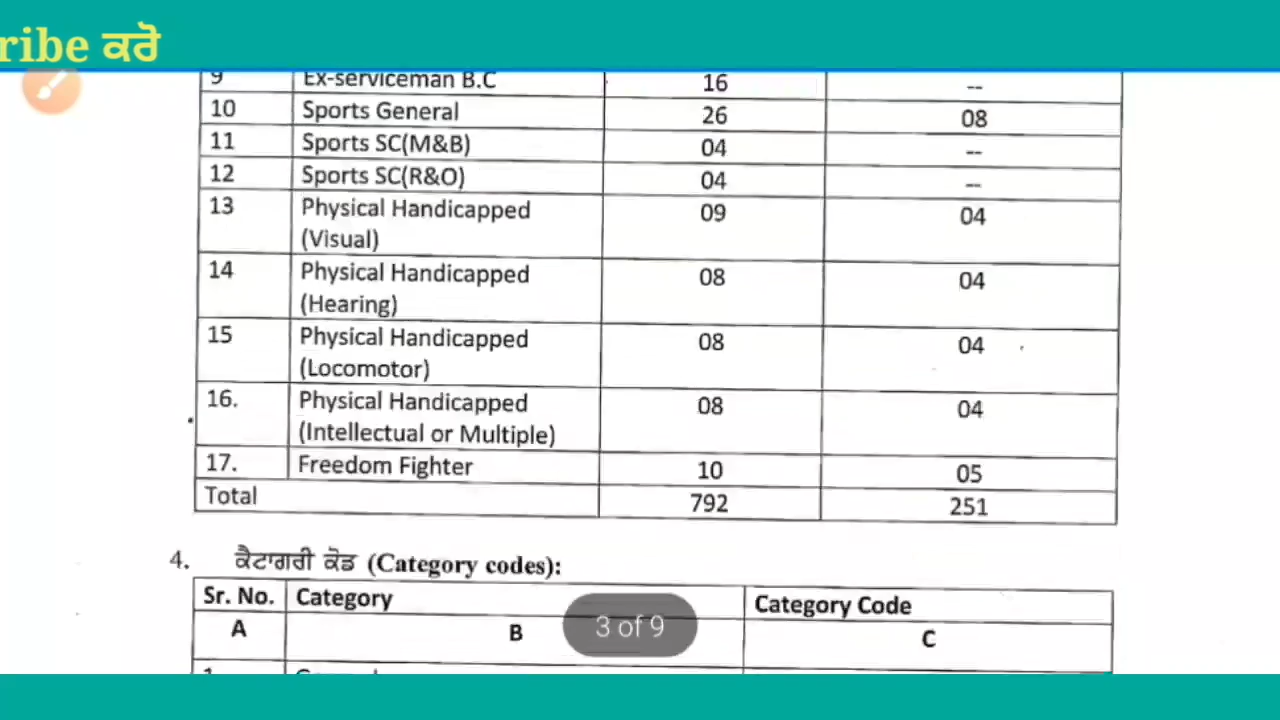 ribe ਕਰੋ
9 Ex-serviceman B.C 16 --
10 Sports General 26 08
11 Sports SC(M&B) 04 --
12 Sports SC(R&O) 04 --
13 Physical Handicapped 09 04
(Visual)
14 Physical Handicapped 08 04
(Hearing)
15 Physical Handicapped 08 04
(Locomotor)
16. Physical Handicapped 08 04
(Intellectual or Multiple)
17. Freedom Fighter 10 05
Total 792 251
4. ਕੈਟਾਗਰੀ ਕੋਡ (Category codes):
Sr. No. Category Category Code
A B C
3 of 9